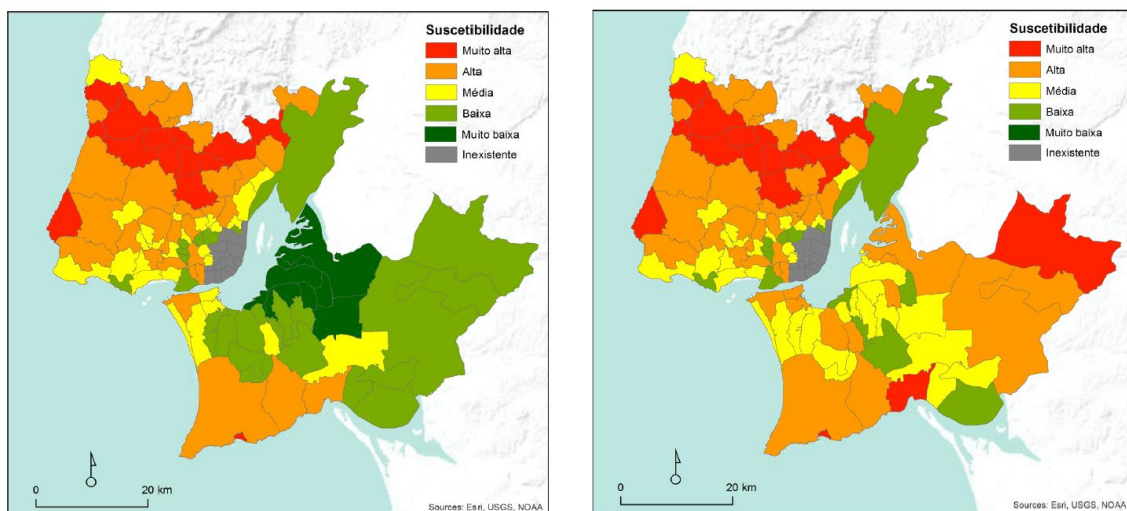 Suscetibilidade
Muito alta
Alta
Média
Baixa
Muito baixa
Inexistente
0 20 km
Sources: Esri, USGS, NOAA
Suscetibilidade
Muito alta
Alta
Média
Baixa
Muito baixa
Inexistente
0 20 km
Sources: Esri, USGS, NOAA